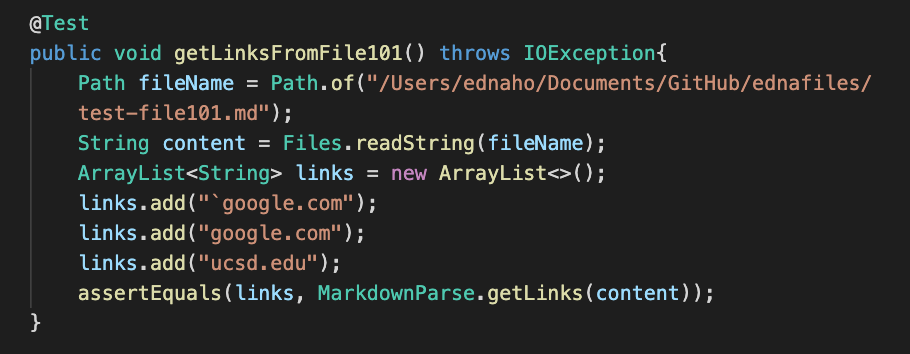 @Test
public void getLinksFromFile101() throws IOException{
Path fileName = Path.of("/Users/ednaho/Documents/GitHub/ednafiles/
test-file101.md");
String content = Files.readString(fileName);
ArrayList<String> links = new ArrayList<>();
links.add("`google.com");
links.add("google.com");
links.add("ucsd.edu");
assertEquals(links, MarkdownParse.getLinks(content));
}